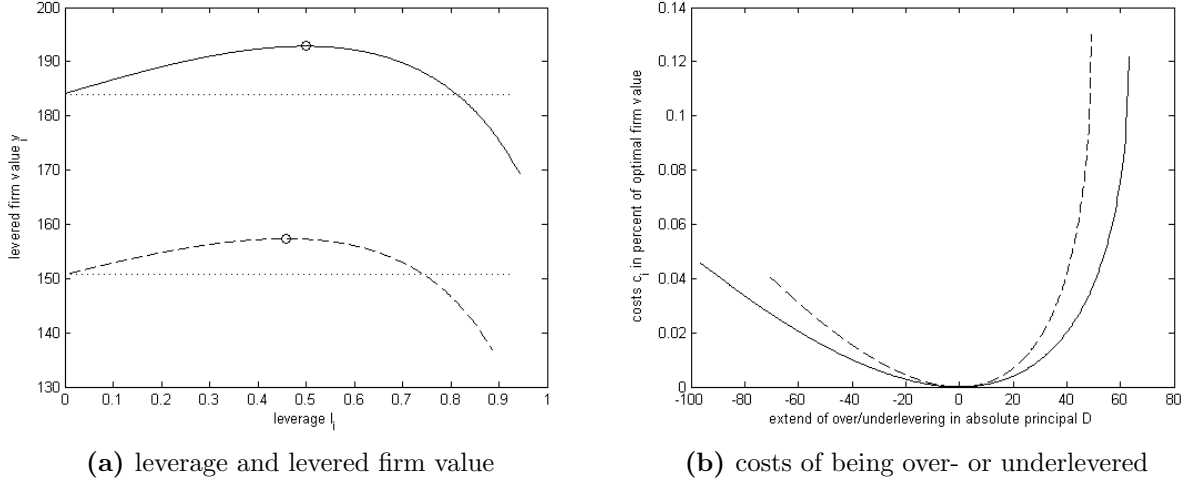 200
190
180
170
160
150
140
130
levered firm value v_i
0 0.1 0.2 0.3 0.4 0.5 0.6 0.7 0.8 0.9 1
leverage l_i
(a) leverage and levered firm value
0.14
0.12
0.1
0.08
0.06
0.04
0.02
0
costs c_i in percent of optimal firm value
-100 -80 -60 -40 -20 0 20 40 60 80
extend of over/underlevering in absolute principal D
(b) costs of being over- or underlevered